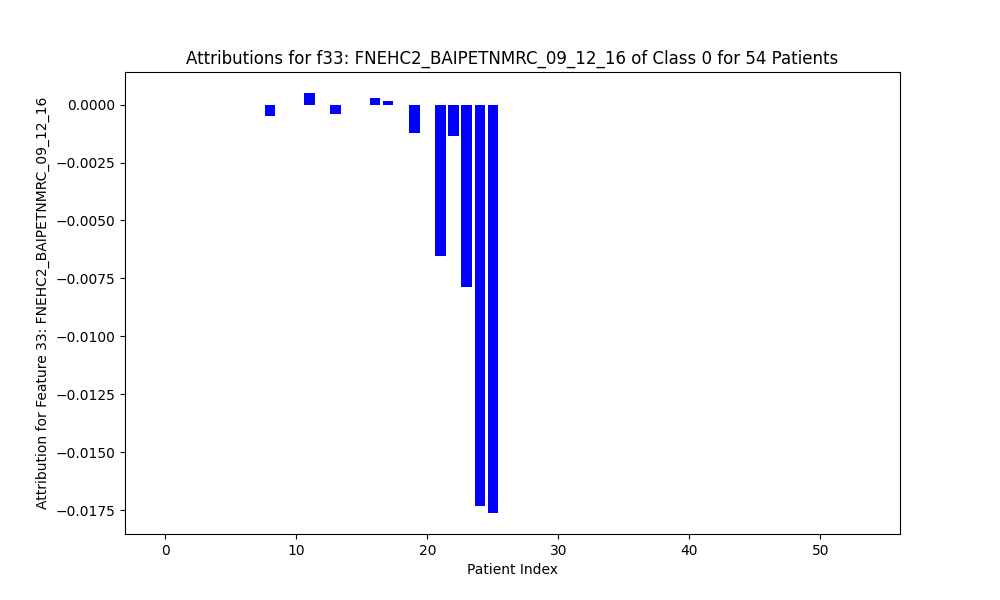 Attributions for f33: FNEHC2_BAIPETNMRC_09_12_16 of Class 0 for 54 Patients
Attribution for Feature 33: FNEHC2_BAIPETNMRC_09_12_16
0.0000
−0.0025
−0.0050
−0.0075
−0.0100
−0.0125
−0.0150
−0.0175
0 10 20 30 40 50
Patient Index